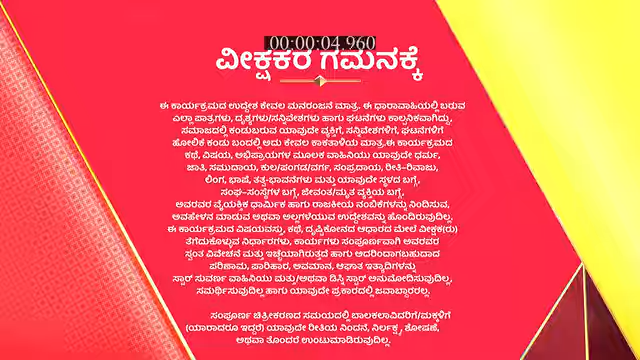 00:00:04.960
ವೀಕ್ಷಕರ ಗಮನಕ್ಕೆ
ಈ ಕಾರ್ಯಕ್ರಮದ ಉದ್ದೇಶ ಕೇವಲ ಮನರಂಜನೆ ಮಾತ್ರ. ಈ ಧಾರಾವಾಹಿಯಲ್ಲಿ ಬರುವ
ಎಲ್ಲಾ ಪಾತ್ರಗಳು, ದೃಶ್ಯಗಳು/ಸನ್ನಿವೇಶಗಳು ಹಾಗು ಘಟನೆಗಳು ಕಾಲ್ಪನಿಕವಾಗಿದ್ದು,
ಸಮಾಜದಲ್ಲಿ ಕಂಡುಬರುವ ಯಾವುದೇ ವ್ಯಕ್ತಿಗೆ, ಸನ್ನಿವೇಶಗಳಿಗೆ, ಘಟನೆಗಳಿಗೆ
ಹೋಲಿಕೆ ಕಂಡು ಬಂದಲ್ಲಿ ಅದು ಕೇವಲ ಕಾಕತಾಳಿಯ ಮಾತ್ರ.ಈ ಕಾರ್ಯಕ್ರಮದ
ಕಥೆ, ವಿಷಯ, ಅಭಿಪ್ರಾಯಗಳ ಮೂಲಕ ವಾಹಿನಿಯು ಯಾವುದೇ ಧರ್ಮ,
ಜಾತಿ, ಸಮುದಾಯ, ಕುಲ/ಪಂಗಡ/ವರ್ಗ, ಸಂಪ್ರದಾಯ, ರೀತಿ-ರಿವಾಜು,
ಲಿಂಗ, ಭಾಷೆ, ತತ್ವ-ಭಾವನೆಗಳು ಮತ್ತು ಯಾವುದೇ ಸ್ಥಳದ ಬಗ್ಗೆ,
ಸಂಘ-ಸಂಸ್ಥೆಗಳ ಬಗ್ಗೆ, ಜೀವಂತ/ಮೃತ ವ್ಯಕ್ತಿಯ ಬಗ್ಗೆ,
ಅವರವರ ವೈಯಕ್ತಿಕ ಧಾರ್ಮಿಕ ಹಾಗು ರಾಜಕೀಯ ನಂಬಿಕೆಗಳನ್ನು ನಿಂದಿಸುವ,
ಅವಹೇಳನ ಮಾಡುವ ಅಥವಾ ಅಲ್ಲಗಳೆಯುವ ಉದ್ದೇಶವನ್ನು ಹೊಂದಿರುವುದಿಲ್ಲ.
ಈ ಕಾರ್ಯಕ್ರಮದ ವಿಷಯವಸ್ತು, ಕಥೆ, ದೃಷ್ಟಿಕೋನದ ಆಧಾರದ ಮೇಲೆ ವೀಕ್ಷಕ(ರು)
ತೆಗೆದುಕೊಳ್ಳುವ ನಿರ್ಧಾರಗಳು, ಕಾರ್ಯಗಳು ಸಂಪೂರ್ಣವಾಗಿ ಅವರವರ
ಸ್ವಂತ ವಿವೇಚನೆ ಮತ್ತು ಇಚ್ಛೆಯಾಗಿರುತ್ತದೆ ಹಾಗು ಅದರಿಂದಾಗಬಹುದಾದ
ಪರಿಣಾಮ, ಪಾರಿಹಾರ, ಅವಮಾನ, ಆಘಾತ ಇತ್ಯಾದಿಗಳನ್ನು
ಸ್ಟಾರ್ ಸುವರ್ಣ ವಾಹಿನಿಯು ಮತ್ತು/ಅಥವಾ ಡಿಸ್ನಿ ಸ್ಟಾರ್ ಅನುಮೋದಿಸುವುದಿಲ್ಲ,
ಸಮರ್ಥಿಸುವುದಿಲ್ಲ ಹಾಗು ಯಾವುದೇ ಪ್ರಕಾರದಲ್ಲಿ ಜವಾಬ್ದಾರರಲ್ಲ.
ಸಂಪೂರ್ಣ ಚಿತ್ರೀಕರಣದ ಸಮಯದಲ್ಲಿ ಬಾಲಕಲಾವಿದರಿಗೆ/ಮಕ್ಕಳಿಗೆ
(ಯಾರಾದರೂ ಇದ್ದರೆ) ಯಾವುದೇ ರೀತಿಯ ನಿಂದನೆ, ನಿರ್ಲಕ್ಷ್ಯ, ಶೋಷಣೆ,
ಅಥವಾ ತೊಂದರೆ ಉಂಟುಮಾಡಿರುವುದಿಲ್ಲ.